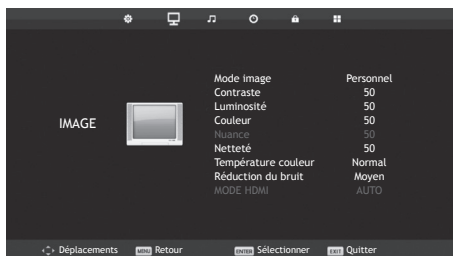 IMAGE
Mode image Personnel
Contraste 50
Luminosité 50
Couleur 50
Nuance 50
Netteté 50
Température couleur Normal
Réduction du bruit Moyen
MODE HDMI AUTO
Déplacements MENU Retour ENTER Sélectionner EXIT Quitter